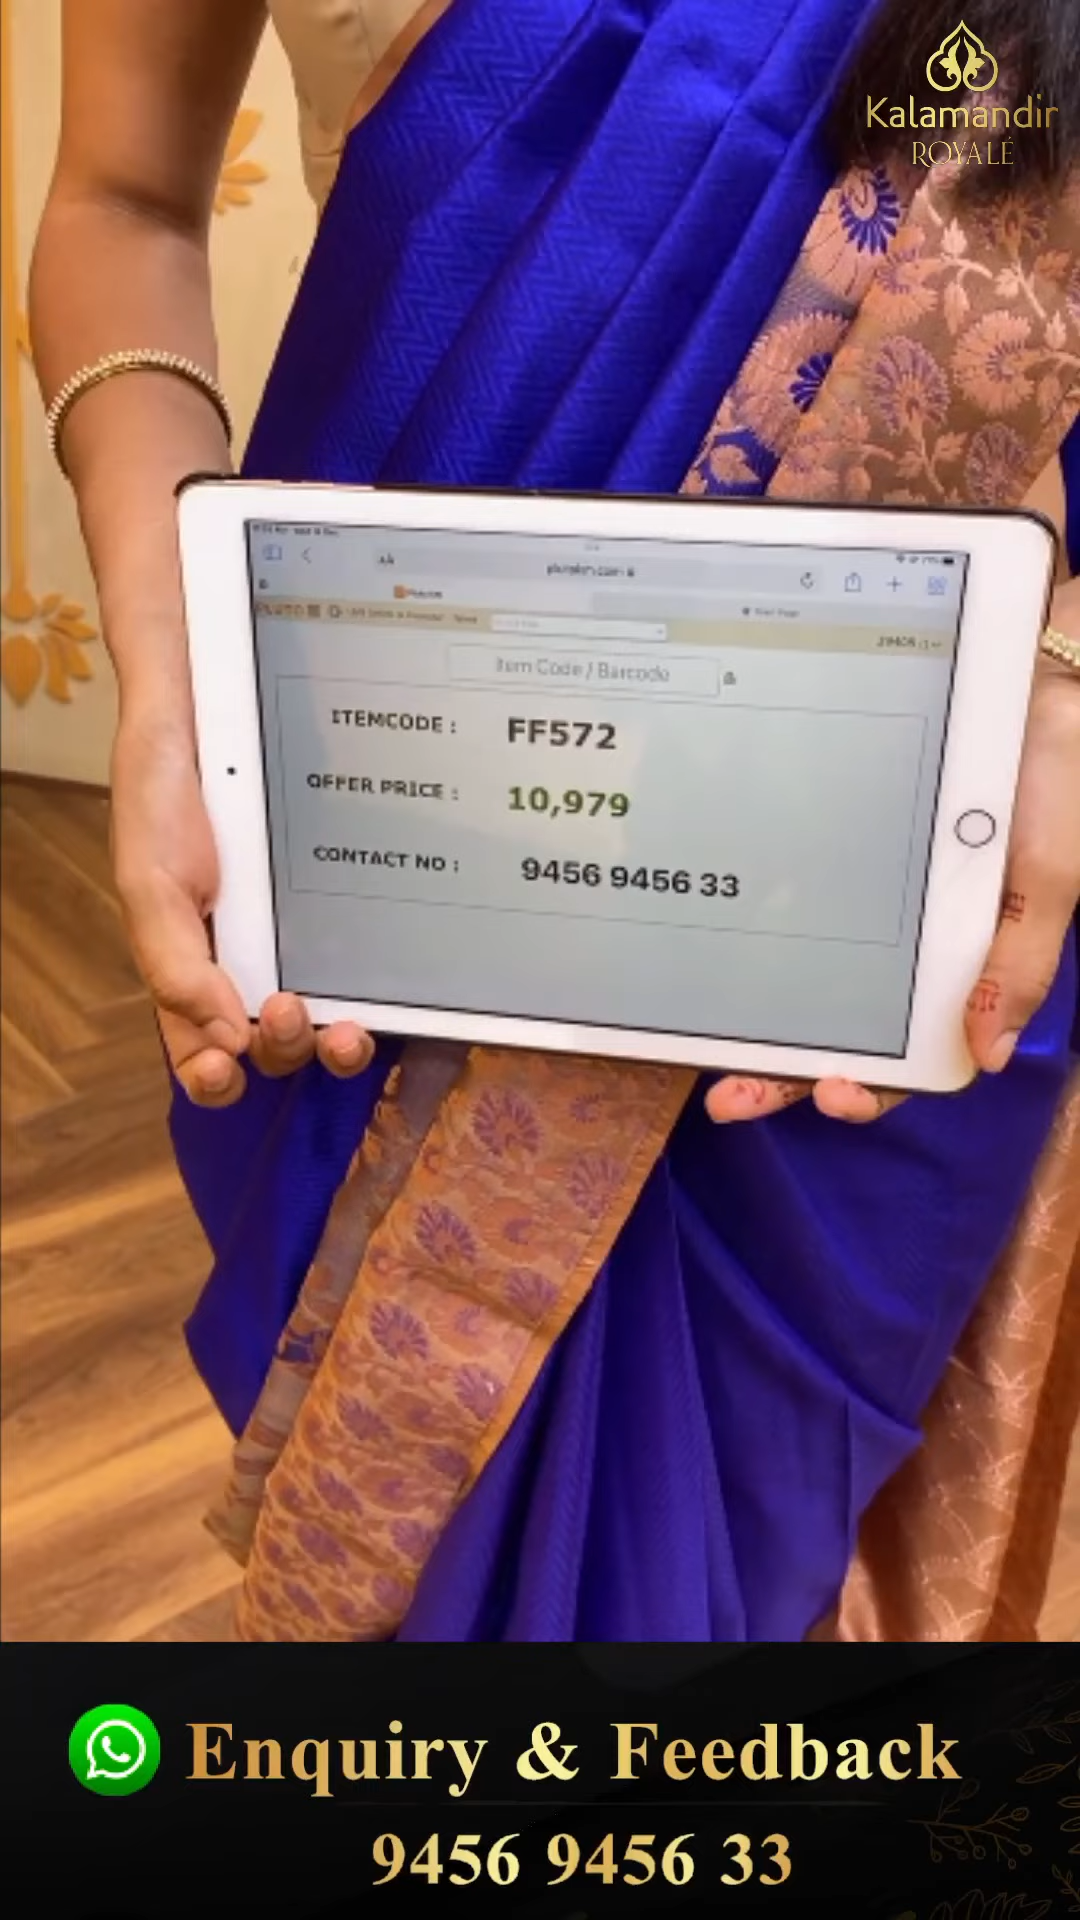 Kalamandir
ROYALÉ
Item Code / Barcode
ITEMCODE : FF572
OFFER PRICE : 10,979
CONTACT NO : 9456 9456 33
Enquiry & Feedback
9456 9456 33